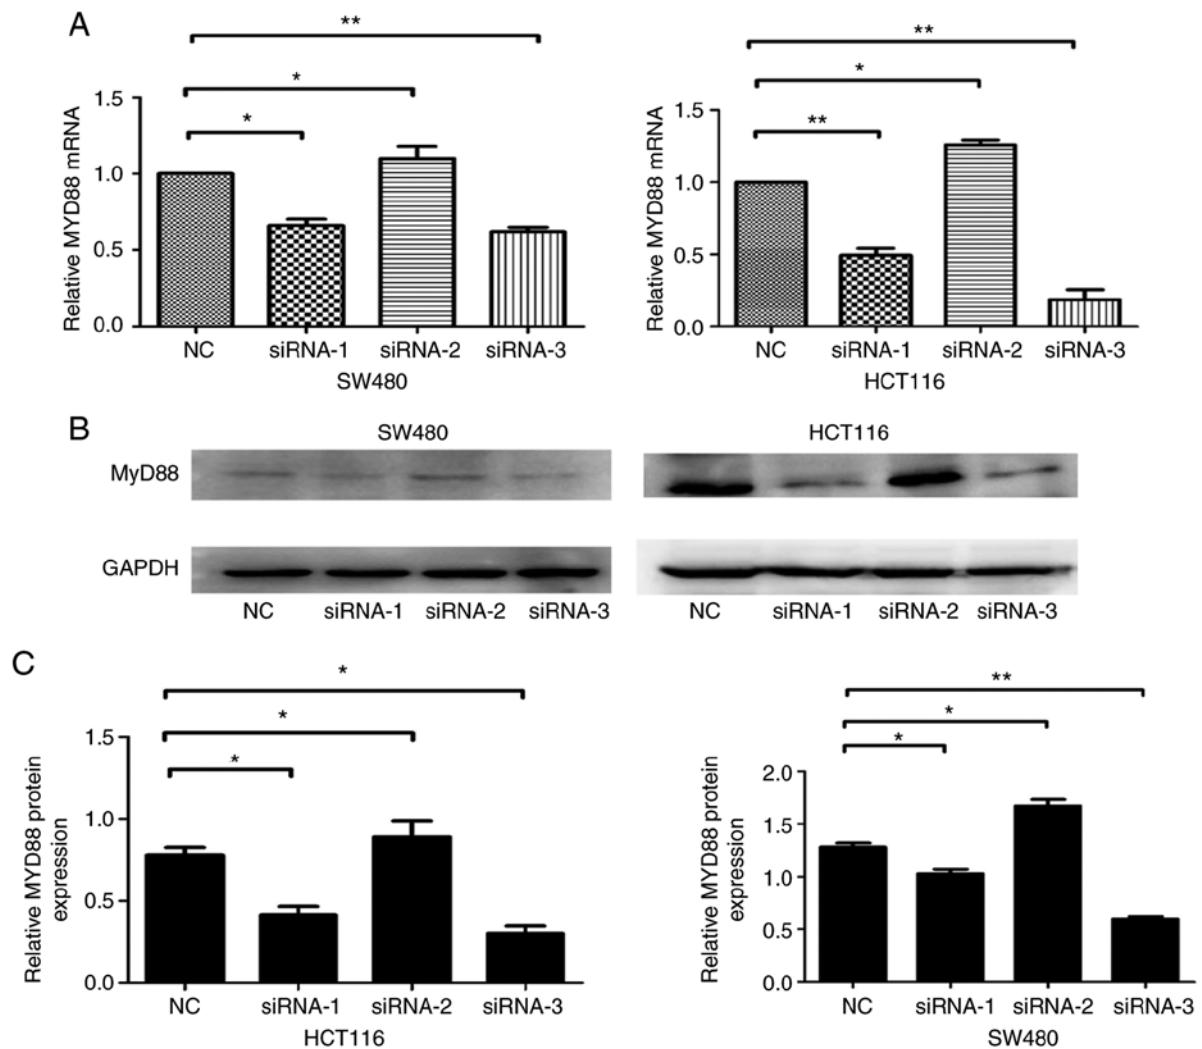 A
**
*
*
1.5
1.0
0.5
0.0
Relative MYD88 mRNA
NC siRNA-1 siRNA-2 siRNA-3
SW480
**
*
**
1.5
1.0
0.5
0.0
Relative MYD88 mRNA
NC siRNA-1 siRNA-2 siRNA-3
HCT116
B
SW480 HCT116
MyD88
GAPDH
NC siRNA-1 siRNA-2 siRNA-3 NC siRNA-1 siRNA-2 siRNA-3
C
*
*
*
1.5
1.0
0.5
0.0
Relative MYD88 protein
expression
NC siRNA-1 siRNA-2 siRNA-3
HCT116
**
*
*
2.0
1.5
1.0
0.5
0.0
Relative MYD88 protein
expression
NC siRNA-1 siRNA-2 siRNA-3
SW480